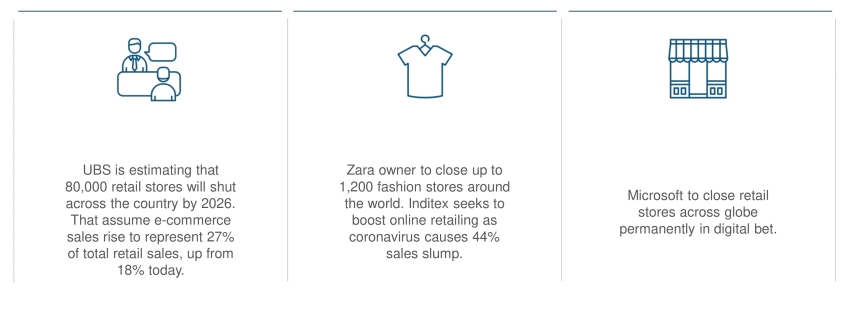 UBS is estimating that
80,000 retail stores will shut
across the country by 2026.
That assume e-commerce
sales rise to represent 27%
of total retail sales, up from
18% today.
Zara owner to close up to
1,200 fashion stores around
the world. Inditex seeks to
boost online retailing as
coronavirus causes 44%
sales slump.
Microsoft to close retail
stores across globe
permanently in digital bet.